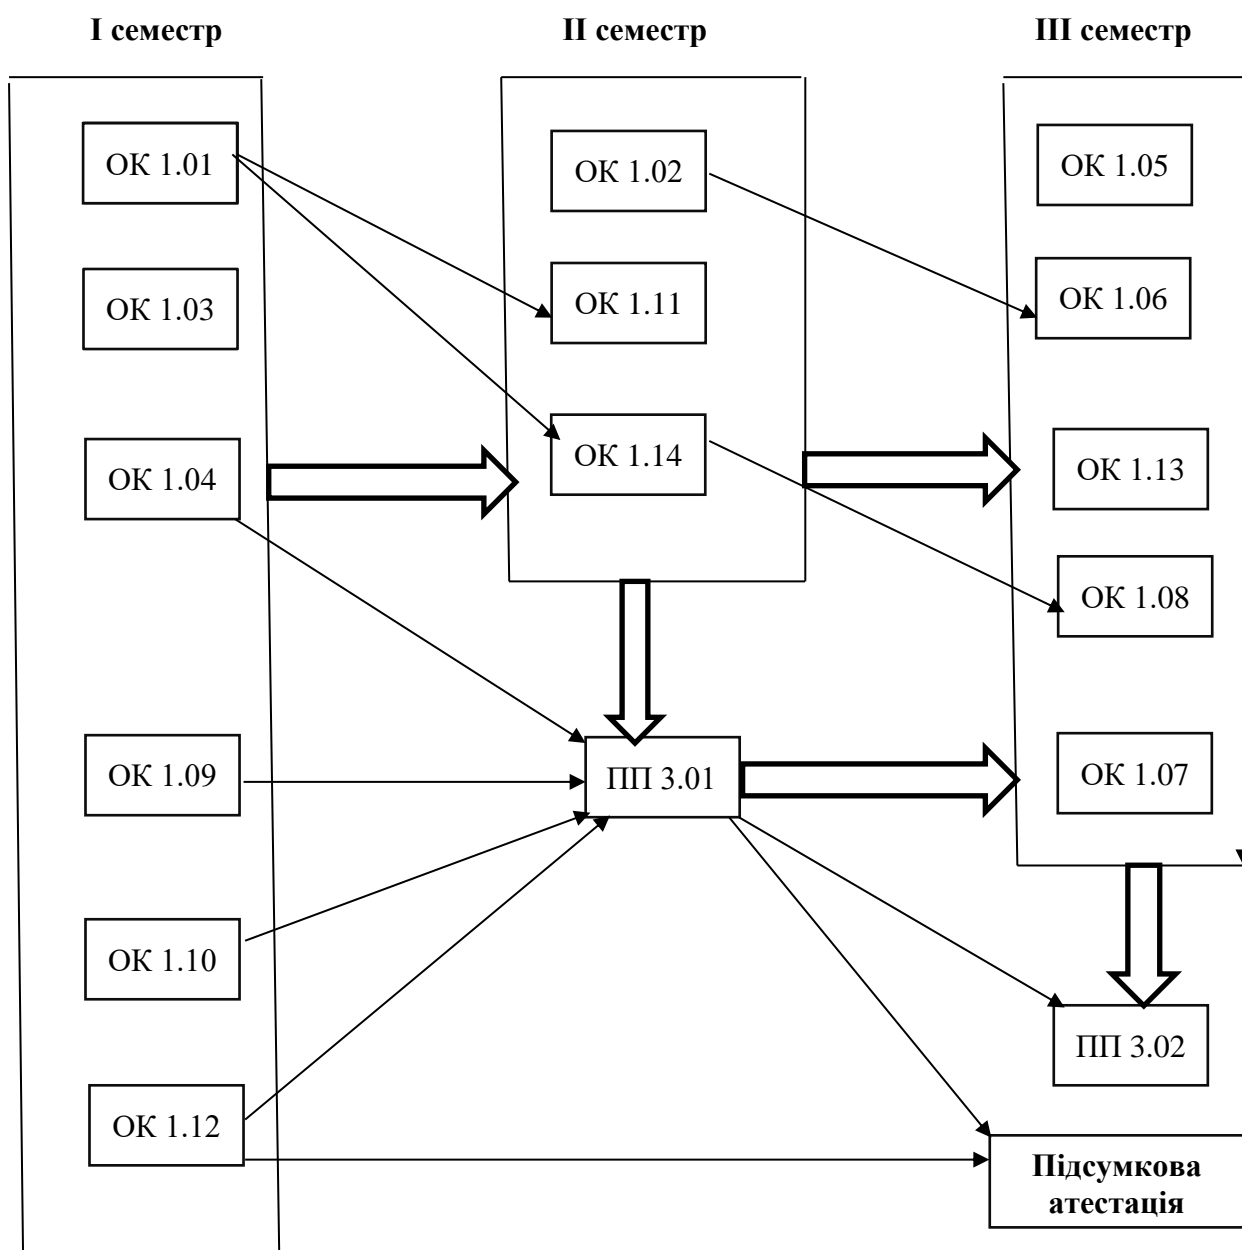 I семестр
II семестр
III семестр
ОК 1.01
ОК 1.02
ОК 1.05
ОК 1.03
ОК 1.11
ОК 1.06
ОК 1.04
ОК 1.14
ОК 1.13
ОК 1.08
ОК 1.09
ПП 3.01
ОК 1.07
ОК 1.10
ПП 3.02
ОК 1.12
Підсумкова
атестація